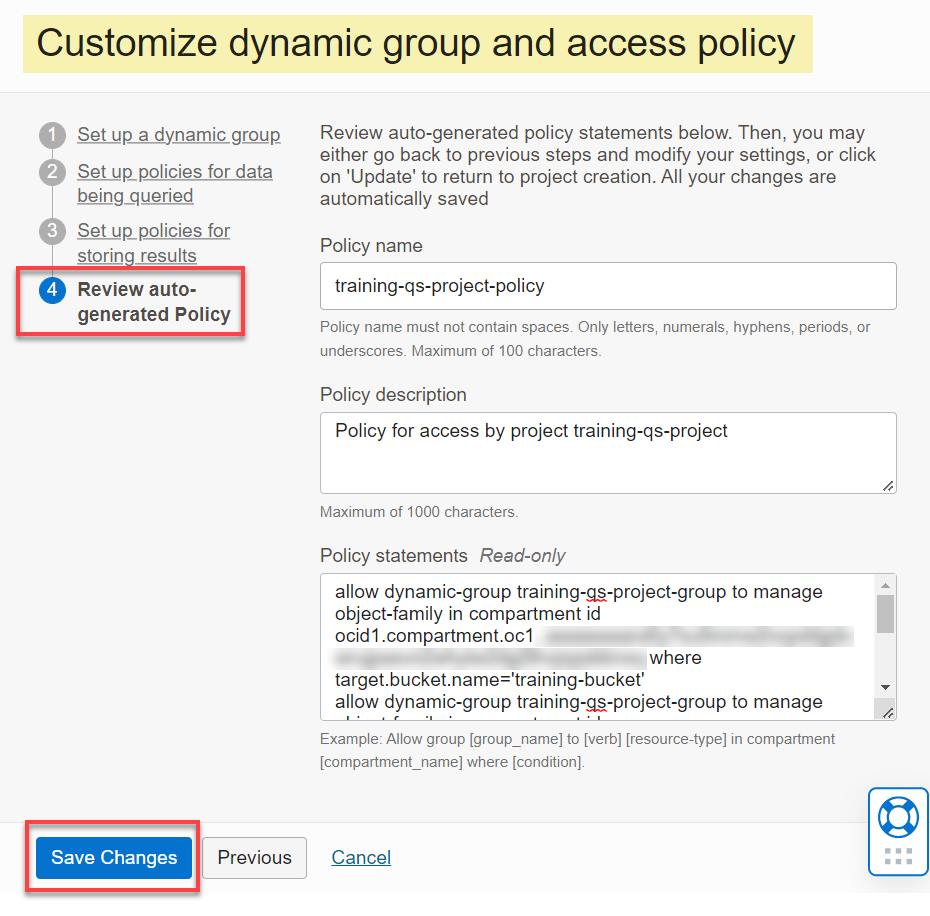 Customize dynamic group and access policy
1 Set up a dynamic group
2 Set up policies for data
being queried
3 Set up policies for
storing results
4 Review auto-
generated Policy
Review auto-generated policy statements below. Then, you may
either go back to previous steps and modify your settings, or click
on 'Update' to return to project creation. All your changes are
automatically saved
Policy name
training-qs-project-policy
Policy name must not contain spaces. Only letters, numerals, hyphens, periods, or
underscores. Maximum of 100 characters.
Policy description
Policy for access by project training-qs-project
Maximum of 1000 characters.
Policy statements Read-only
allow dynamic-group training-qs-project-group to manage
object-family in compartment id
ocid1.compartment.oc1
where
target.bucket.name='training-bucket'
allow dynamic-group training-qs-project-group to manage
Example: Allow group [group_name] to [verb] [resource-type] in compartment
[compartment_name] where [condition].
Save Changes Previous Cancel